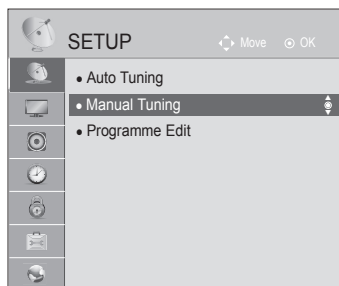 SETUP
Move OK
• Auto Tuning
• Manual Tuning
• Programme Edit